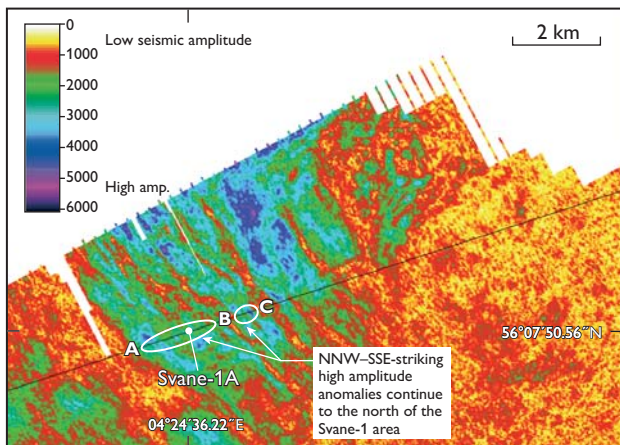 0
Low seismic amplitude
2 km
-1000
-2000
-3000
-4000
-5000
High amp.
-6000
A
B
C
Svane-1A
56°07´50.56˝N
NNW–SSE-striking
high amplitude
anomalies continue
to the north of the
Svane-1 area
04°24´36.22˝E